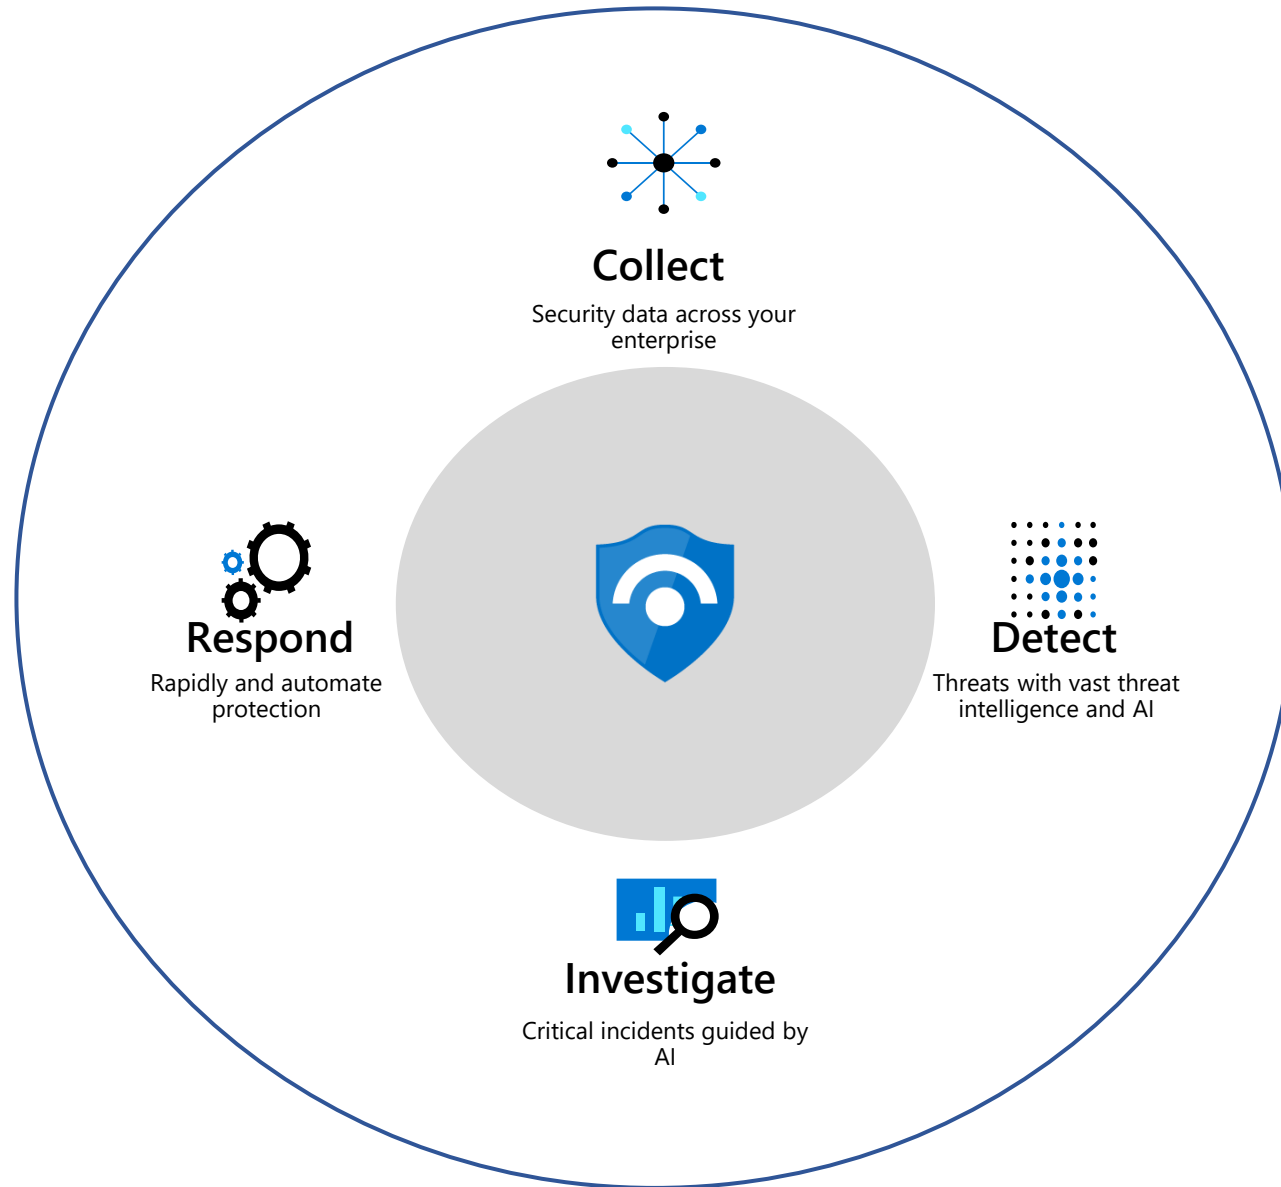 Collect
Security data across your
enterprise
Respond
Rapidly and automate
protection
Detect
Threats with vast threat
intelligence and AI
Investigate
Critical incidents guided by
AI